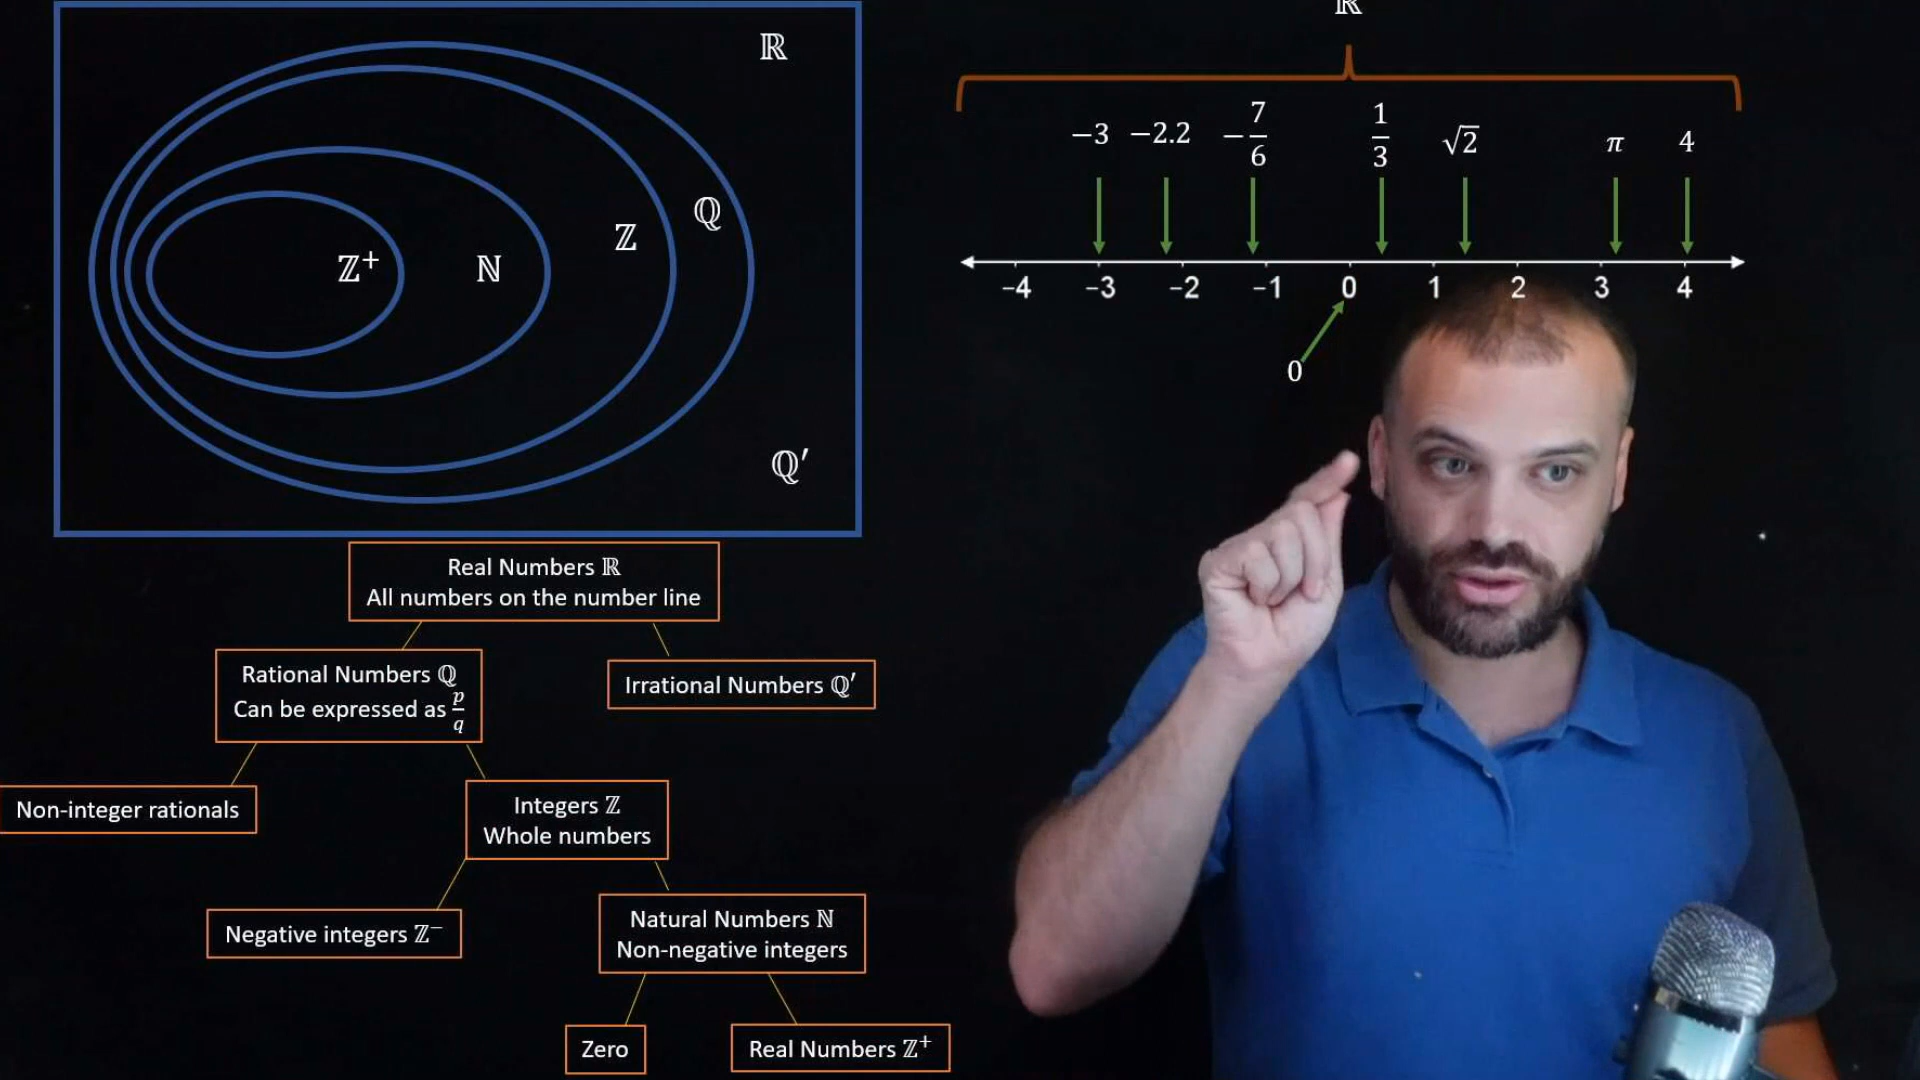 ℝ
ℤ⁺ ℕ ℤ ℚ
ℚ′
Real Numbers ℝ
All numbers on the number line
Rational Numbers ℚ
Can be expressed as p/q
Irrational Numbers ℚ′
Non-integer rationals
Integers ℤ
Whole numbers
Negative integers ℤ⁻
Natural Numbers ℕ
Non-negative integers
Zero
Real Numbers ℤ⁺
ℝ
−3 −2.2 −7/6 1/3 √2 π 4
−4 −3 −2 −1 0 1 2 3 4
0